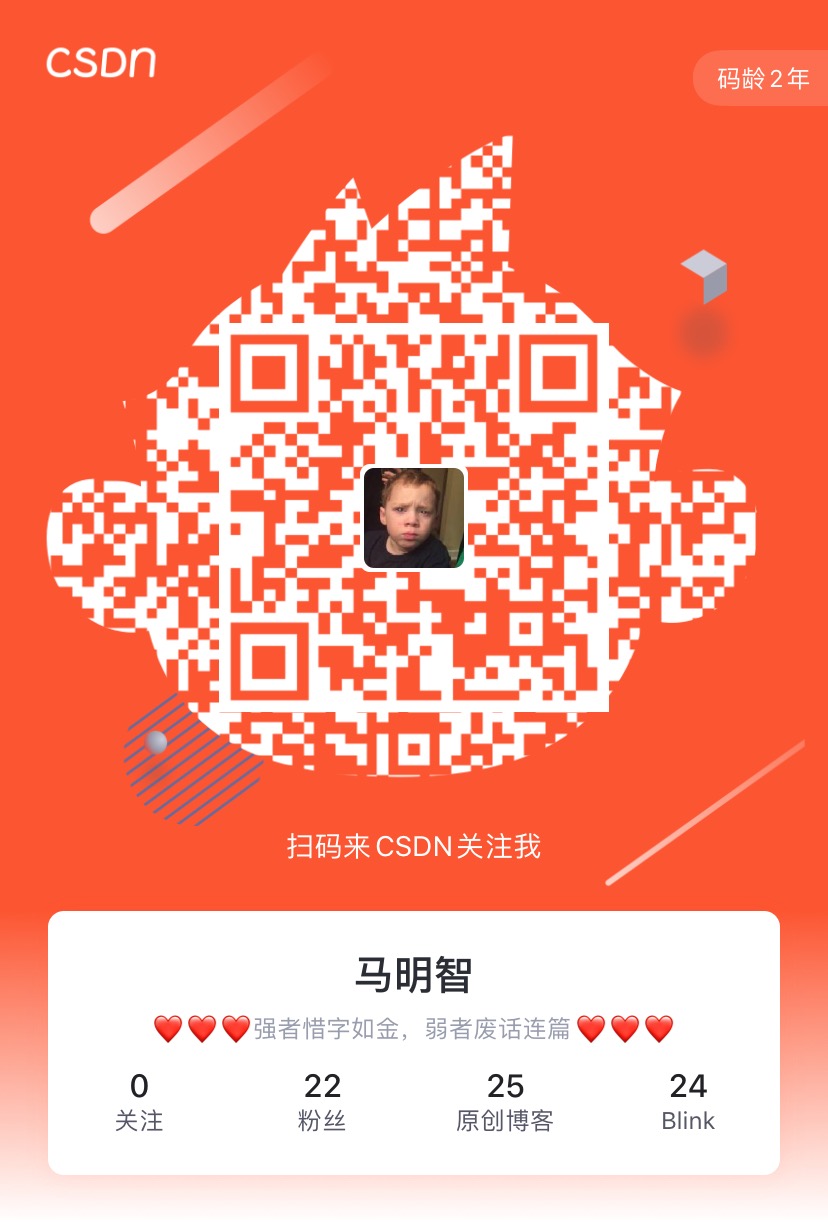 CSDN
码龄2年
扫码来CSDN关注我
马明智
❤️❤️❤️强者惜字如金，弱者废话连篇❤️❤️❤️
0 22 25 24
关注 粉丝 原创博客 Blink